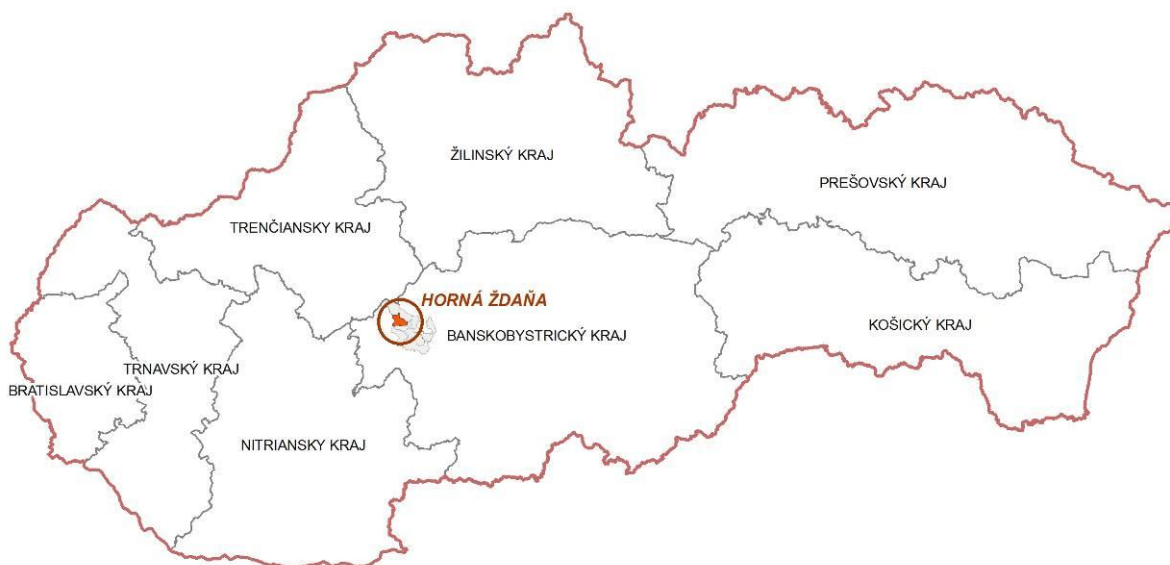 ŽILINSKÝ KRAJ
PREŠOVSKÝ KRAJ
TRENČIANSKY KRAJ
HORNÁ ŽDAŇA
BANSKOBYSTRICKÝ KRAJ
KOŠICKÝ KRAJ
TRNAVSKÝ KRAJ
BRATISLAVSKÝ KRAJ
NITRIANSKY KRAJ